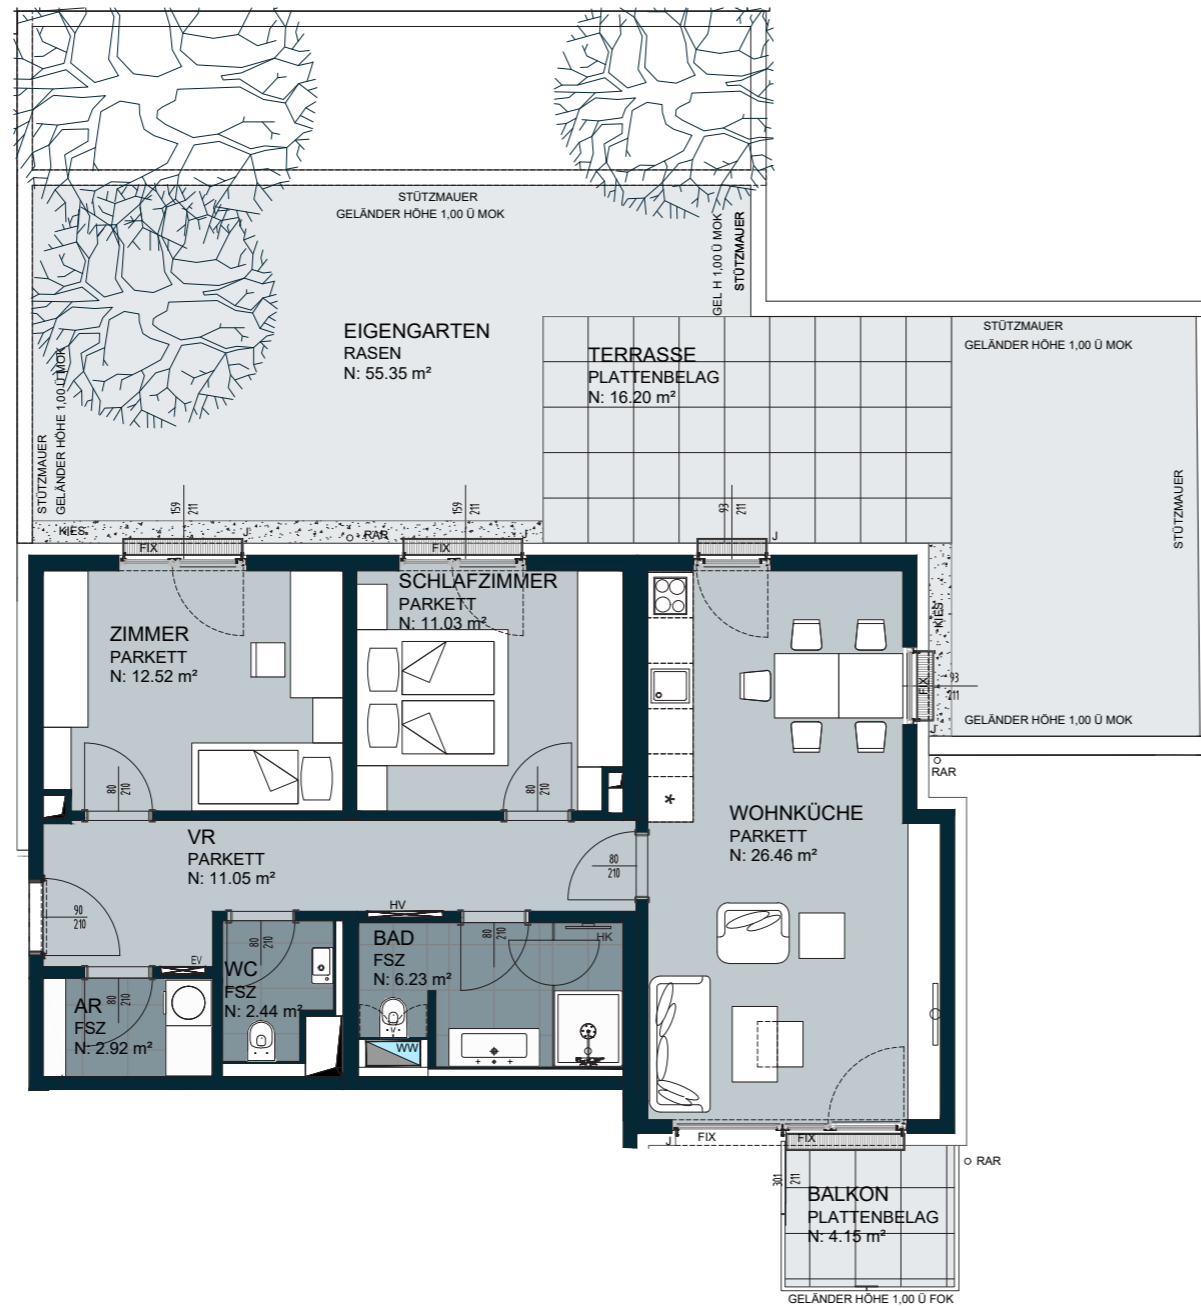 STÜTZMAUER
GELÄNDER HÖHE 1,00 Ü MOK
GEL H 1,00 Ü MOK
STÜTZMAUER
EIGENGARTEN
RASEN
N: 55.35 m²
TERRASSE
PLATTENBELAG
N: 16.20 m²
STÜTZMAUER
GELÄNDER HÖHE 1,00 Ü MOK
STÜTZMAUER
GELÄNDER HÖHE 1,00 Ü MOK
STÜTZMAUER
159
211
159
211
93
211
KIES
J
RAR
J
J
FIX
FIX
SCHLAFZIMMER
PARKETT
N: 11.03 m²
ZIMMER
PARKETT
N: 12.52 m²
KIES
FIX
93
211
J
GELÄNDER HÖHE 1,00 Ü MOK
RAR
80
210
80
210
*
WOHNKÜCHE
PARKETT
N: 26.46 m²
VR
PARKETT
N: 11.05 m²
80
210
90
210
HV
EV
80
210
80
210
HK
BAD
FSZ
N: 6.23 m²
WC
FSZ
N: 2.44 m²
80
210
AR
FSZ
N: 2.92 m²
V
WW
J
FIX
FIX
RAR
301
211
BALKON
PLATTENBELAG
N: 4.15 m²
GELÄNDER HÖHE 1,00 Ü FOK